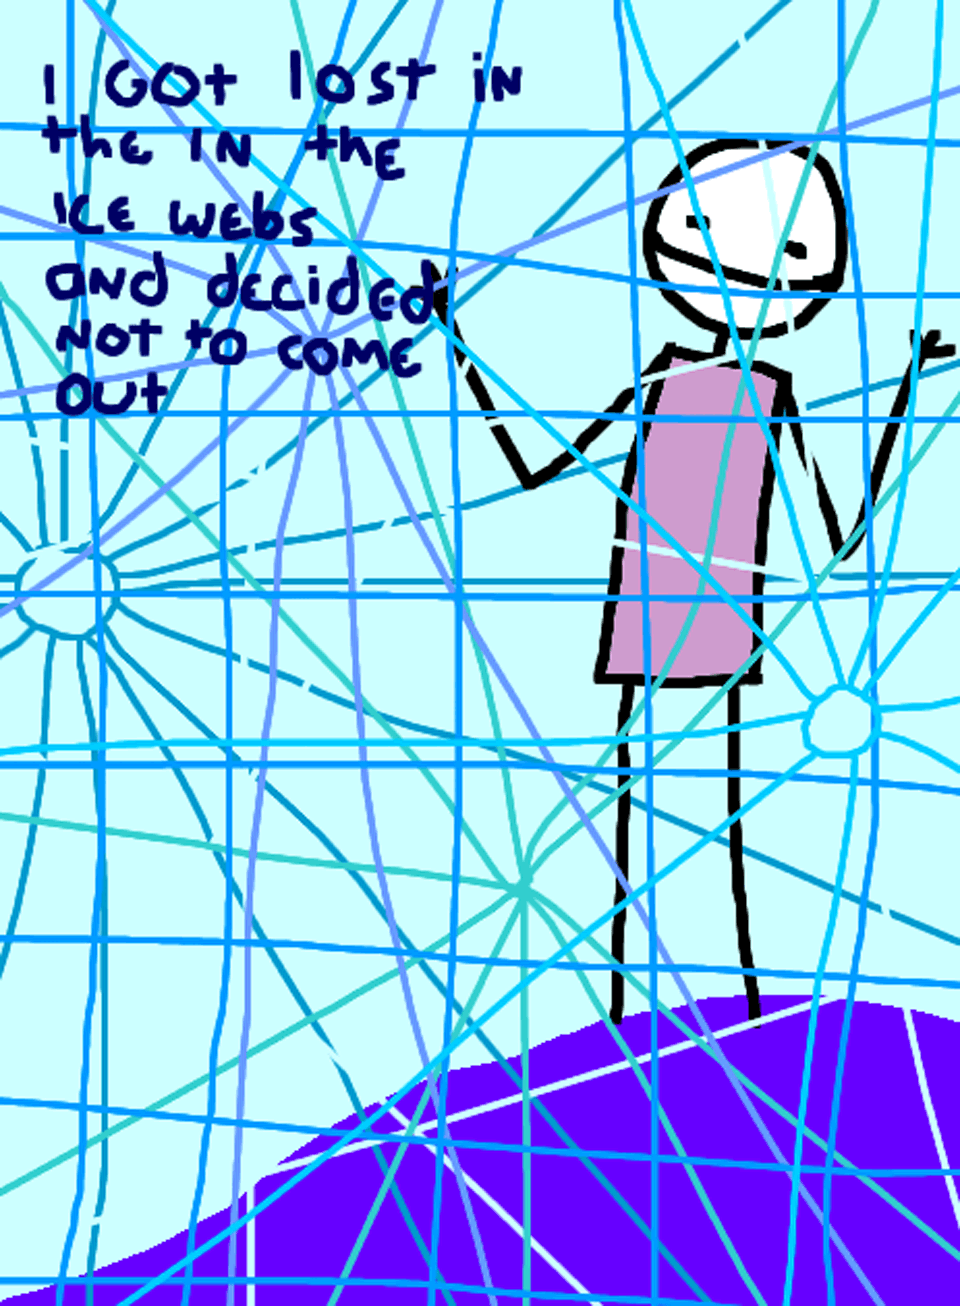 I GOt lost in
the IN the
ICE webs
and decided
NOT to COME
OUt